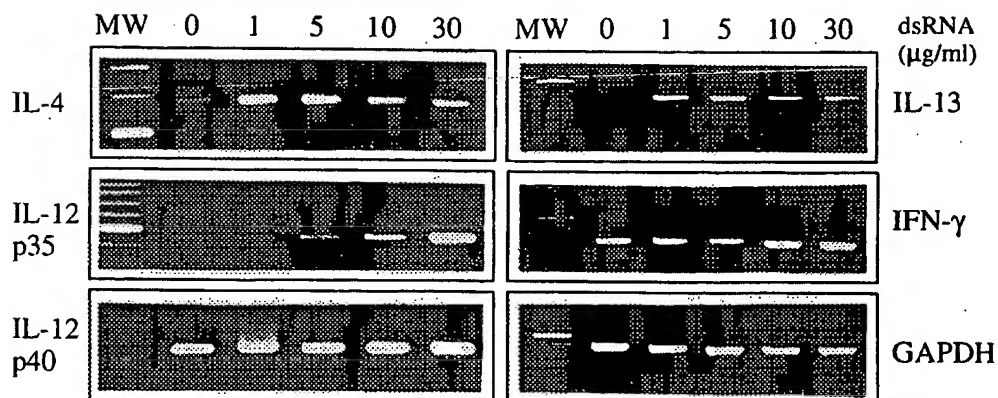 MW 0 1 5 10 30
MW 0 1 5 10 30
dsRNA
(µg/ml)
IL-4
IL-13
IL-12
p35
IFN-γ
IL-12
p40
GAPDH